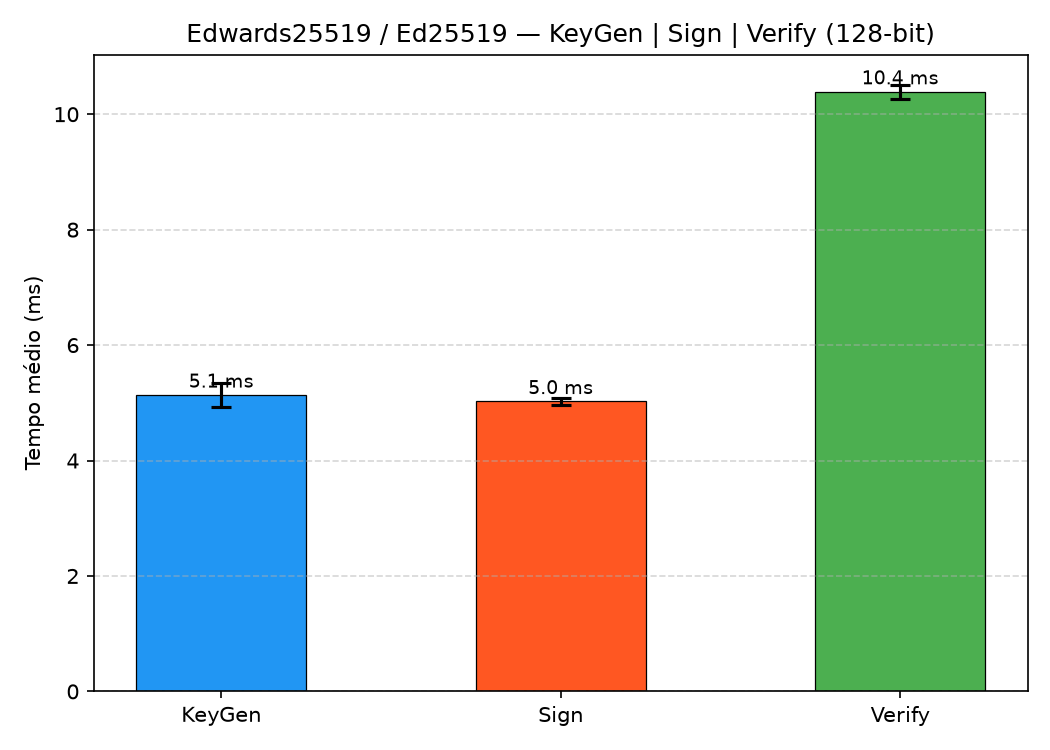 Edwards25519 / Ed25519 — KeyGen | Sign | Verify (128-bit)
Tempo médio (ms)
10
8
6
4
2
0
5.1 ms
5.0 ms
10.4 ms
KeyGen
Sign
Verify